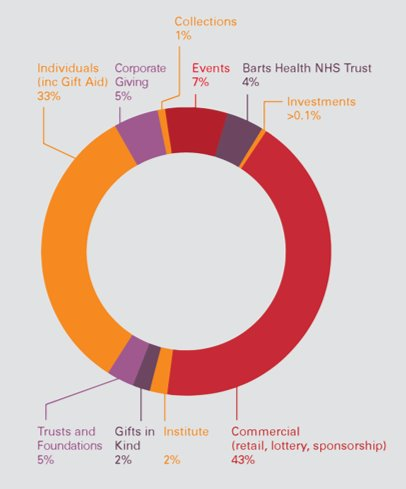 Collections
1%
Individuals
(inc Gift Aid)
33%
Corporate
Giving
5%
Events
7%
Barts Health NHS Trust
4%
Investments
>0.1%
Trusts and
Foundations
5%
Gifts in
Kind
2%
Institute
2%
Commercial
(retail, lottery, sponsorship)
43%